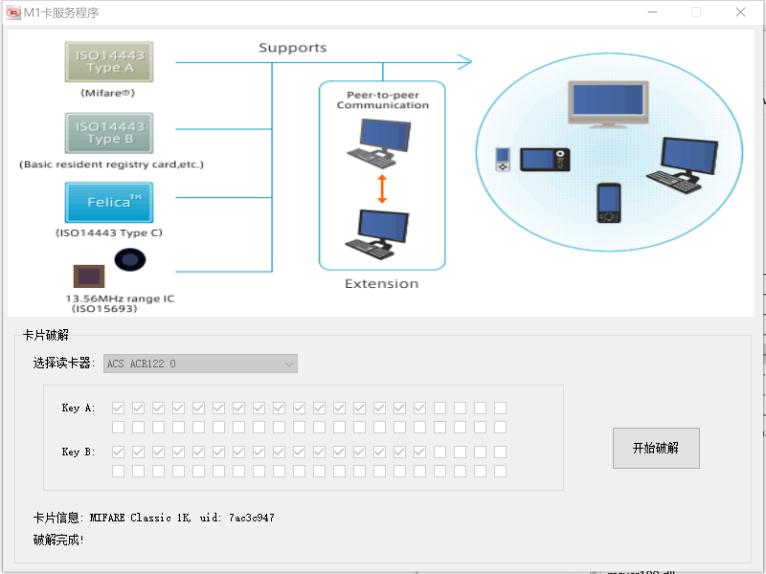 M1卡服务程序
ISO14443
Type A
(Mifare®)
Supports
Peer-to-peer
Communication
ISO14443
Type B
(Basic resident registry card,etc.)
Felica™
(ISO14443 Type C)
13.56MHz range IC
(ISO15693)
Extension
卡片破解
选择读卡器:
ACS ACR122 0
Key A:
Key B:
开始破解
卡片信息: MIFARE Classic 1K, uid: 7ac3c947
破解完成!